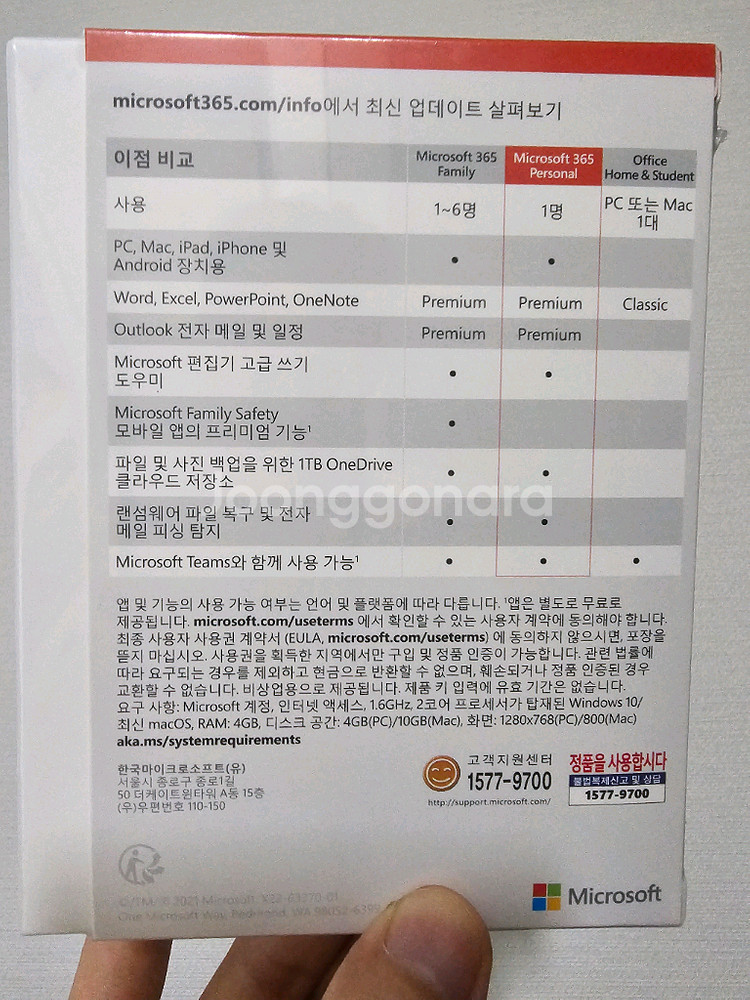 microsoft365.com/info에서 최신 업데이트 살펴보기
이점 비교
Microsoft 365 Family
Microsoft 365 Personal
Office Home & Student
사용
1~6명
1명
PC 또는 Mac 1대
PC, Mac, iPad, iPhone 및
Android 장치용
• •
Word, Excel, PowerPoint, OneNote Premium Premium Classic
Outlook 전자 메일 및 일정 Premium Premium
Microsoft 편집기 고급 쓰기
도우미
• •
Microsoft Family Safety
모바일 앱의 프리미엄 기능¹
•
파일 및 사진 백업을 위한 1TB OneDrive
클라우드 저장소
• •
랜섬웨어 파일 복구 및 전자
메일 피싱 탐지
• •
Microsoft Teams와 함께 사용 가능¹ • • •
joonggonara
앱 및 기능의 사용 가능 여부는 언어 및 플랫폼에 따라 다릅니다. ¹앱은 별도로 무료로
제공됩니다. microsoft.com/useterms 에서 확인할 수 있는 사용자 계약에 동의해야 합니다.
최종 사용자 사용권 계약서 (EULA, microsoft.com/useterms) 에 동의하지 않으시면, 포장을
뜯지 마십시오. 사용권을 획득한 지역에서만 구입 및 정품 인증이 가능합니다. 관련 법률에
따라 요구되는 경우를 제외하고 현금으로 반환할 수 없으며, 훼손되거나 정품 인증된 경우
교환할 수 없습니다. 비상업용으로 제공됩니다. 제품 키 입력에 유효 기간은 없습니다.
요구 사항: Microsoft 계정, 인터넷 액세스, 1.6GHz, 2코어 프로세서가 탑재된 Windows 10/
최신 macOS, RAM: 4GB, 디스크 공간: 4GB(PC)/10GB(Mac), 화면: 1280x768(PC)/800(Mac)
aka.ms/systemrequirements
한국마이크로소프트(유)
서울시 종로구 종로1길
50 더케이트윈타워 A동 15층
(우)우편번호 110-150
고객지원센터
1577-9700
http://support.microsoft.com/
정품을 사용합시다
불법복제신고 및 상담
1577-9700
©/TM/® 2021 Microsoft. X22-63270-01
One Microsoft Way, Redmond, WA 98052-6399
Microsoft